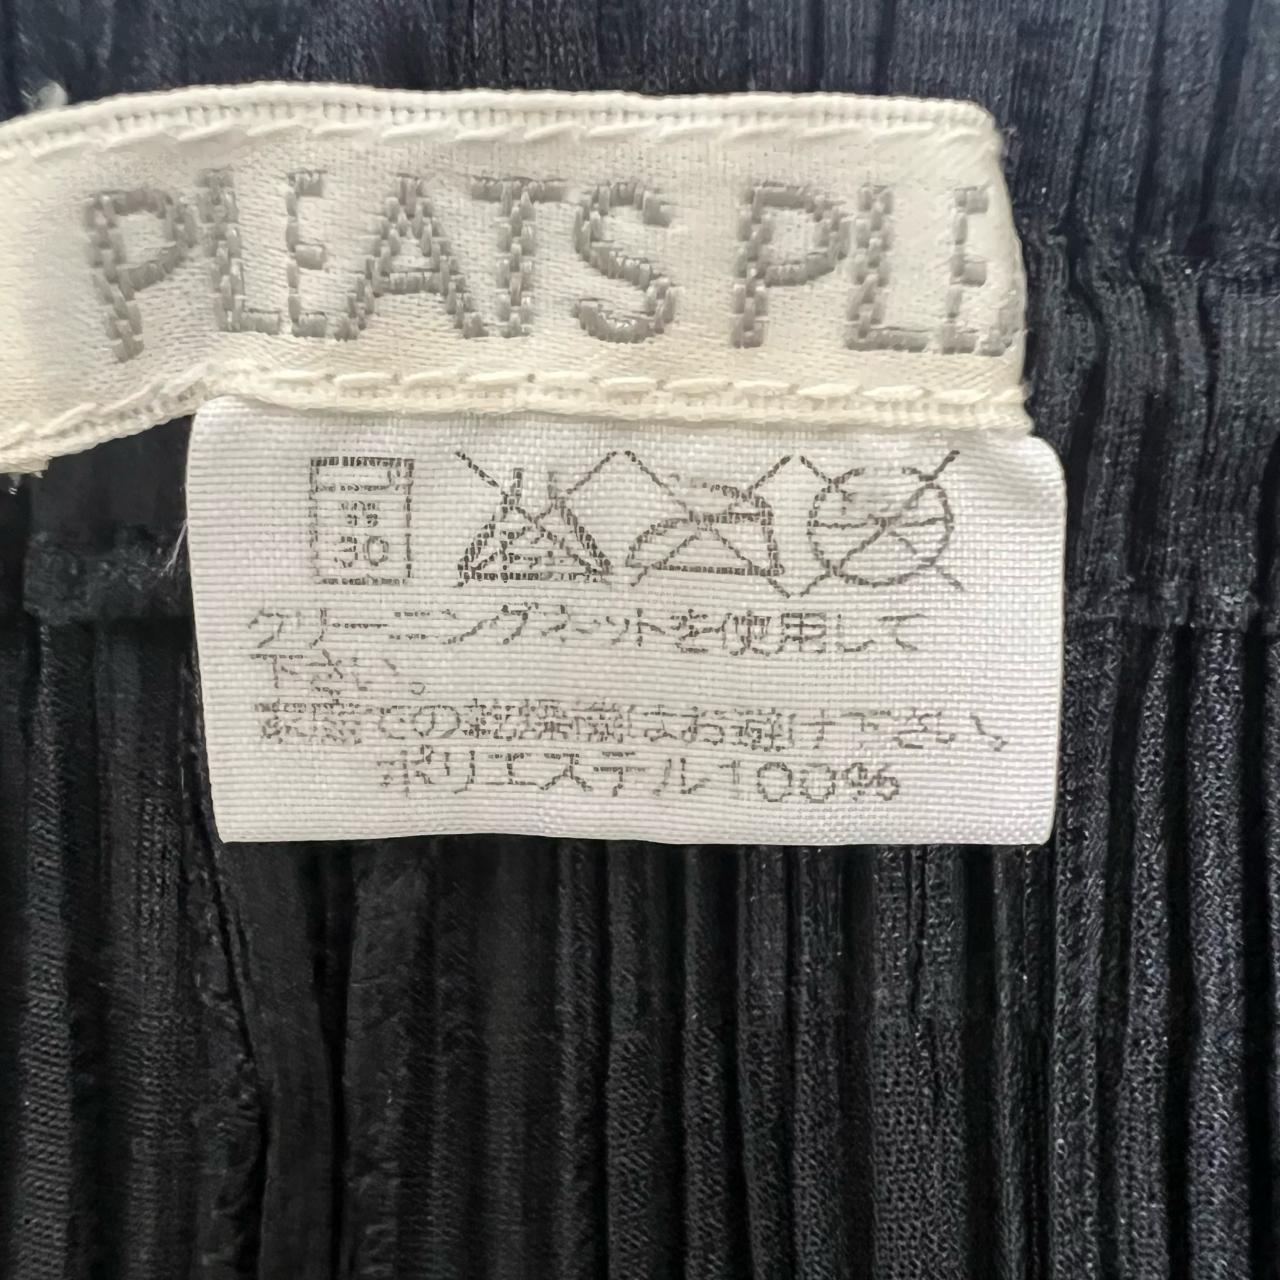 PLEATS PLE
30
クリーニングネットを使用して
下さい。
家庭での乾燥機はお避け下さい
ポリエステル100%